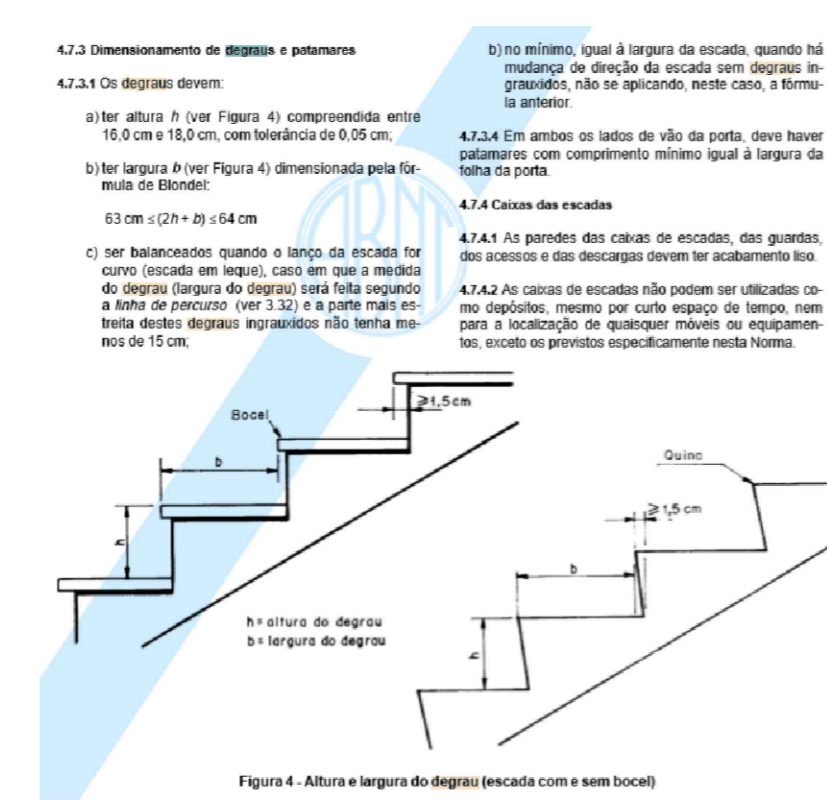 4.7.3 Dimensionamento de degraus e patamares
4.7.3.1 Os degraus devem:
a) ter altura h (ver Figura 4) compreendida entre
16,0 cm e 18,0 cm, com tolerância de 0,05 cm;
b) ter largura b (ver Figura 4) dimensionada pela fór-
mula de Blondel:
63 cm ≤ (2h + b) ≤ 64 cm
c) ser balanceados quando o lanço da escada for
curvo (escada em leque), caso em que a medida
do degrau (largura do degrau) será feita segundo
a linha de percurso (ver 3.32) e a parte mais es-
treita destes degraus ingrauxidos não tenha me-
nos de 15 cm;
b) no mínimo, igual à largura da escada, quando há
mudança de direção da escada sem degraus in-
grauxidos, não se aplicando, neste caso, a fórmu-
la anterior.
4.7.3.4 Em ambos os lados de vão da porta, deve haver
patamares com comprimento mínimo igual à largura da
folha da porta.
4.7.4 Caixas das escadas
4.7.4.1 As paredes das caixas de escadas, das guardas,
dos acessos e das descargas devem ter acabamento liso.
4.7.4.2 As caixas de escadas não podem ser utilizadas co-
mo depósitos, mesmo por curto espaço de tempo, nem
para a localização de quaisquer móveis ou equipamen-
tos, exceto os previstos especificamente nesta Norma.
ABNT
⩾1,5 cm
Bocel
b
h
h = altura do degrau
b = largura do degrau
Quina
⩾ 1,5 cm
b
h
Figura 4 - Altura e largura do degrau (escada com e sem bocel)